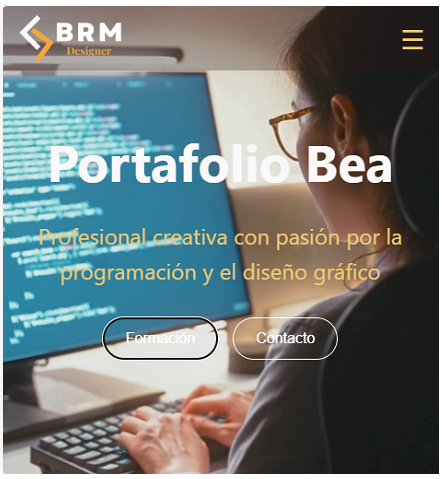 BRM
Designer
Portafolio Bea
Profesional creativa con pasión por la
programación y el diseño gráfico
Formación
Contacto